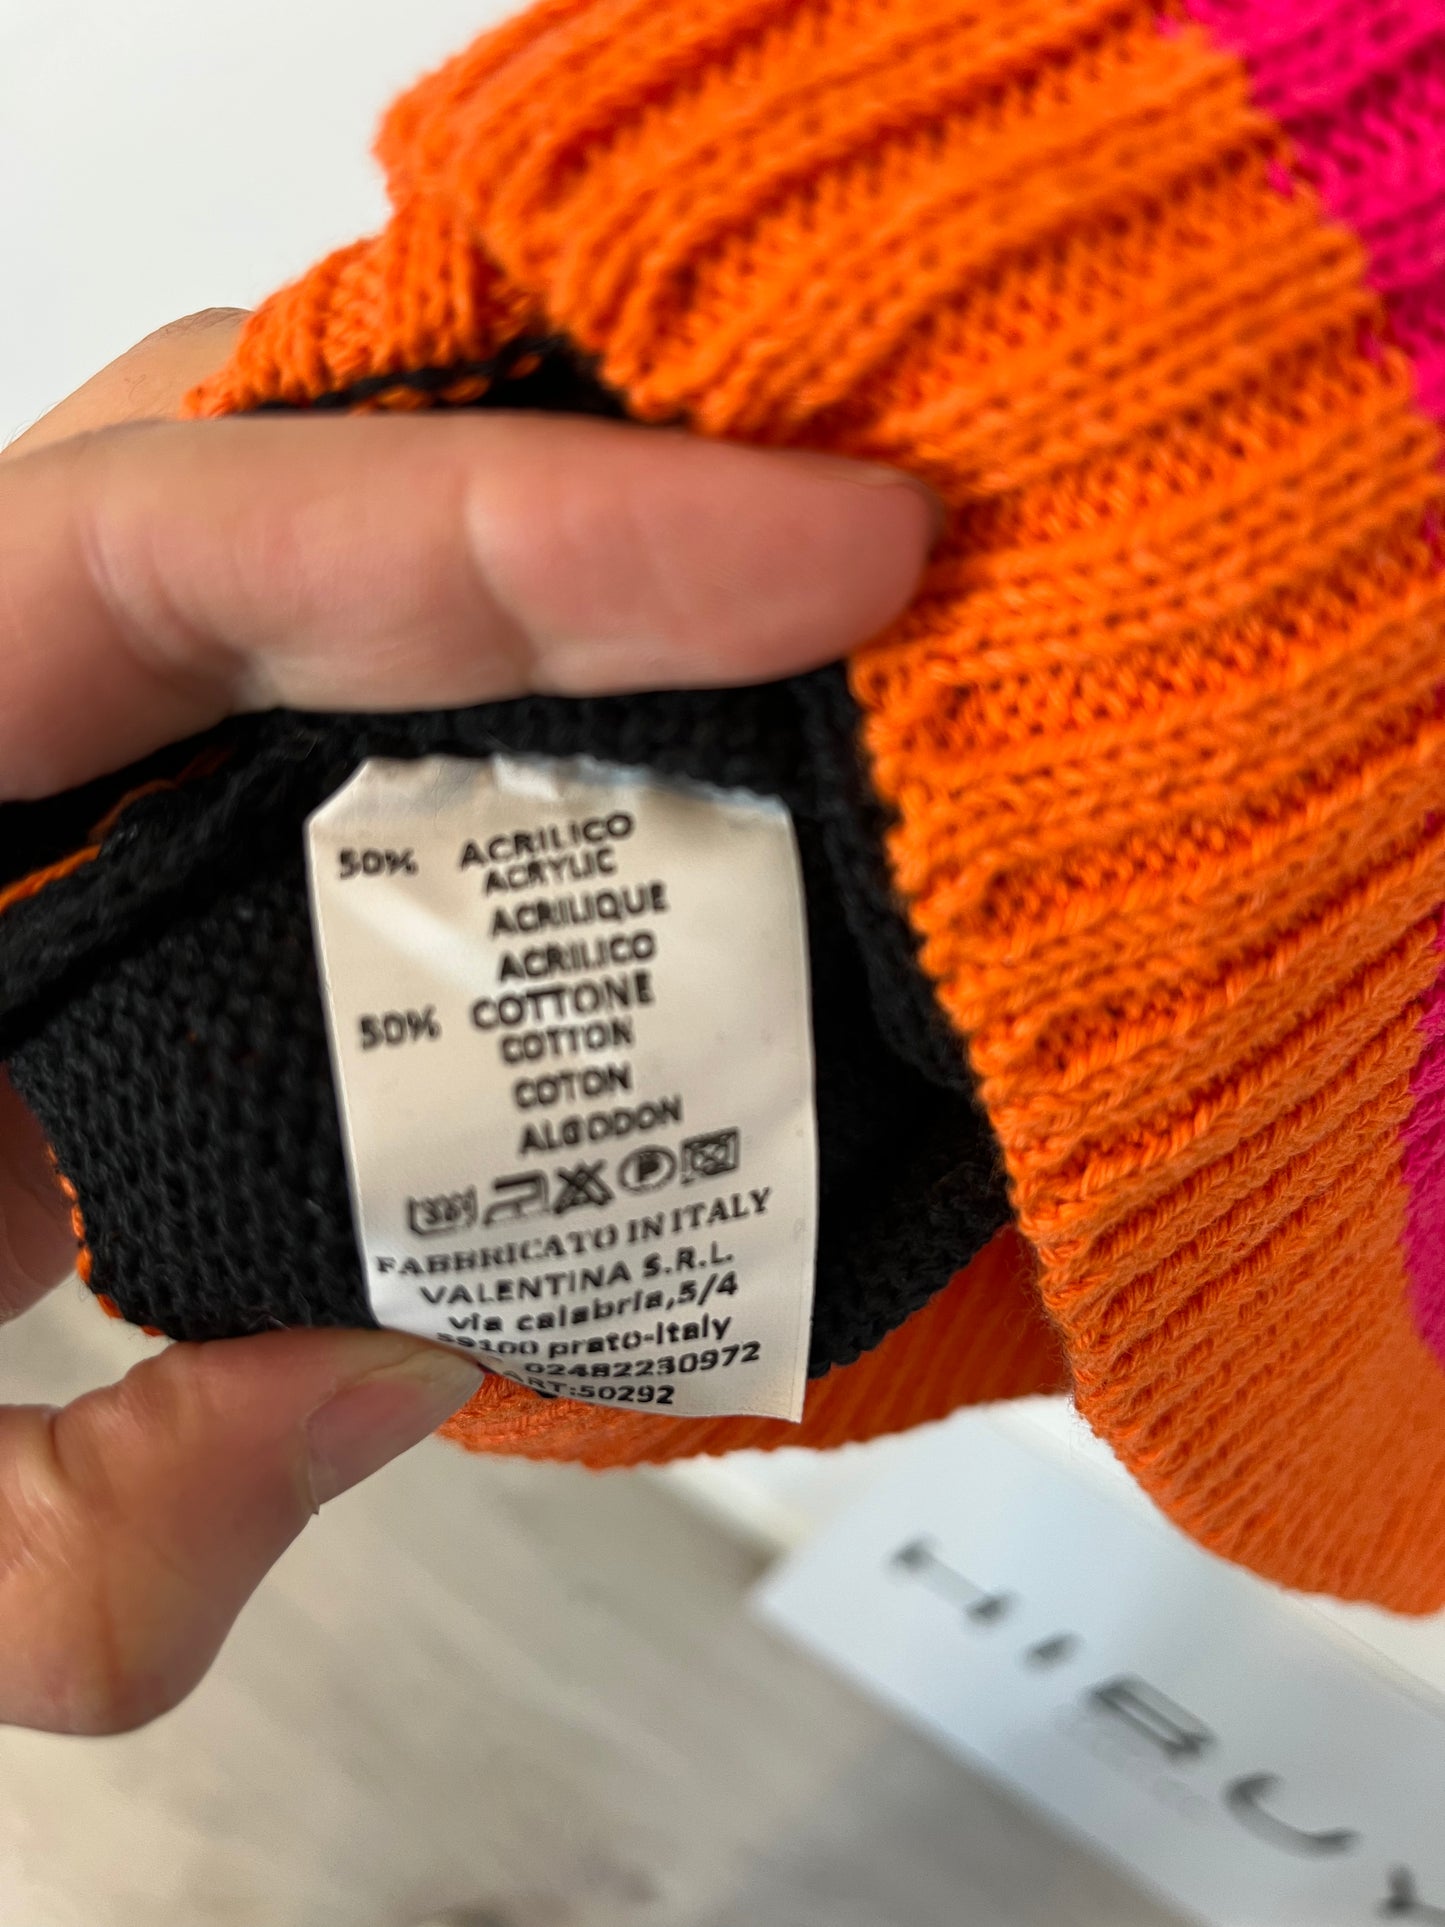 50% ACRILICO
ACRYLIC
ACRILIQUE
ACRILICO
50% COTTONE
COTTON
COTON
ALGODON
FABBRICATO IN ITALY
VALENTINA S.R.L.
via calabria,5/4
prato-Italy
02482230972
ART:50292